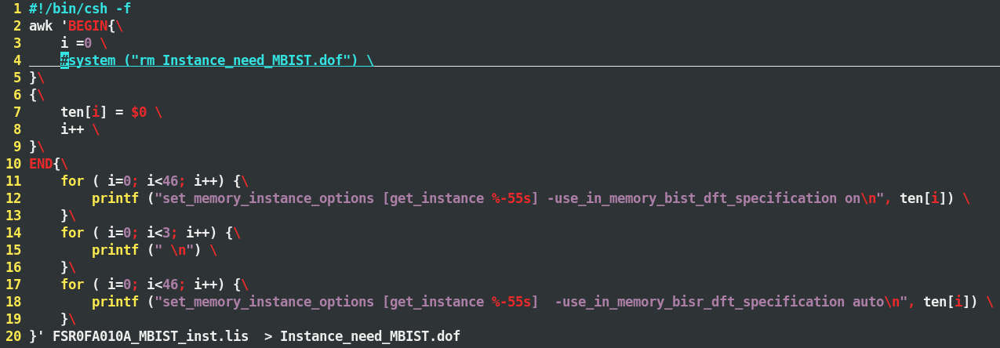 1 #!/bin/csh -f
2 awk 'BEGIN{\
3     i =0 \
4     #system ("rm Instance_need_MBIST.dof") \
5 }\
6 {\
7     ten[i] = $0 \
8     i++ \
9 }\
10 END{\
11     for ( i=0; i<46; i++) {\
12         printf ("set_memory_instance_options [get_instance %-55s] -use_in_memory_bist_dft_specification on\n", ten[i]) \
13     }\
14     for ( i=0; i<3; i++) {\
15         printf (" \n") \
16     }\
17     for ( i=0; i<46; i++) {\
18         printf ("set_memory_instance_options [get_instance %-55s]  -use_in_memory_bisr_dft_specification auto\n", ten[i]) \
19     }\
20 }' FSR0FA010A_MBIST_inst.lis  > Instance_need_MBIST.dof